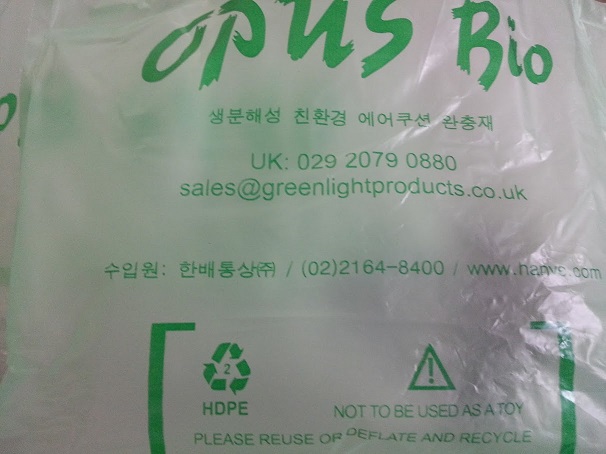 opus Bio
생분해성 친환경 에어쿠션 완충재
UK: 029 2079 0880
sales@greenlightproducts.co.uk
수입원: 한배통상㈜ / (02)2164-8400 /
2
HDPE
NOT TO BE USED AS A TOY
PLEASE REUSE OR DEFLATE AND RECYCLE